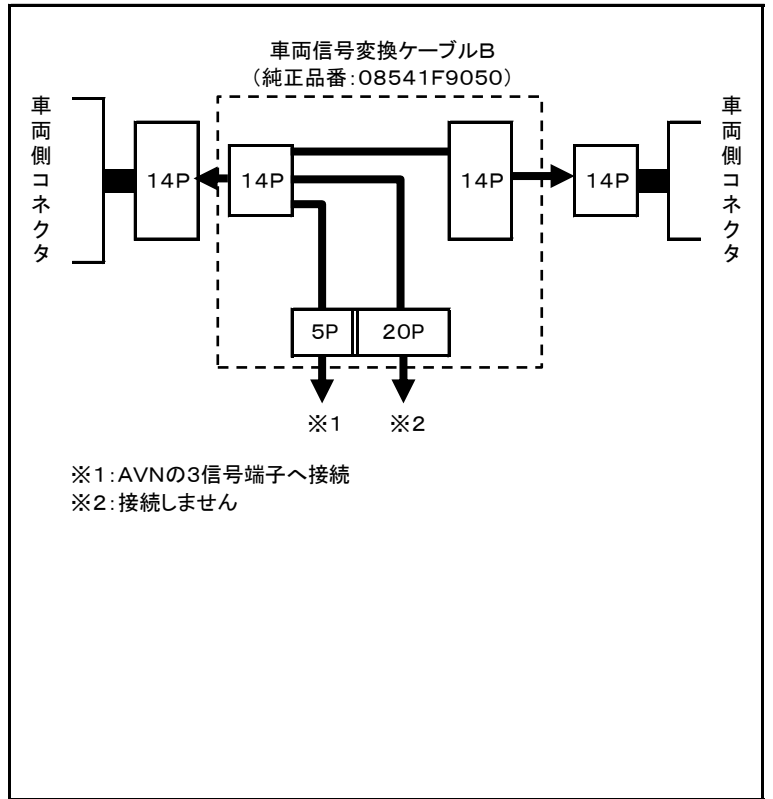 車両信号変換ケーブルB
（純正品番：08541F9050）
車両側コネクタ
14P
14P
14P
14P
車両側コネクタ
5P
20P
※1
※2
※1：AVNの3信号端子へ接続
※2：接続しません